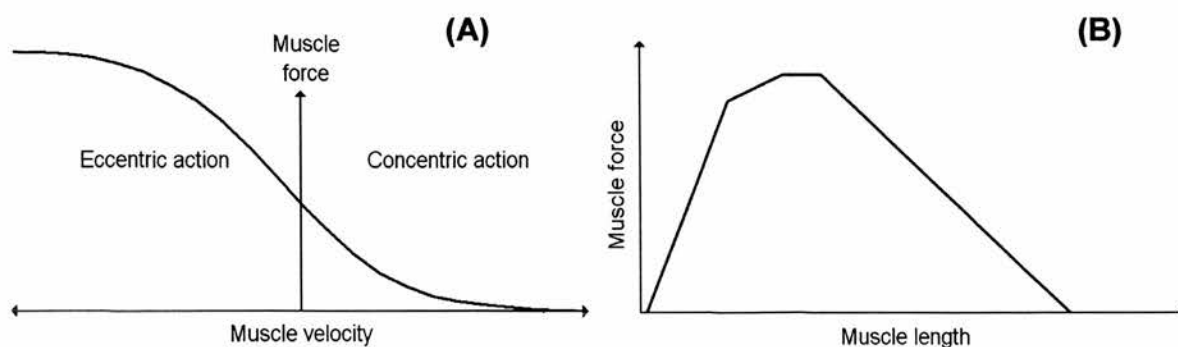 (A)
Muscle
force
Eccentric action
Concentric action
Muscle velocity
(B)
Muscle force
Muscle length